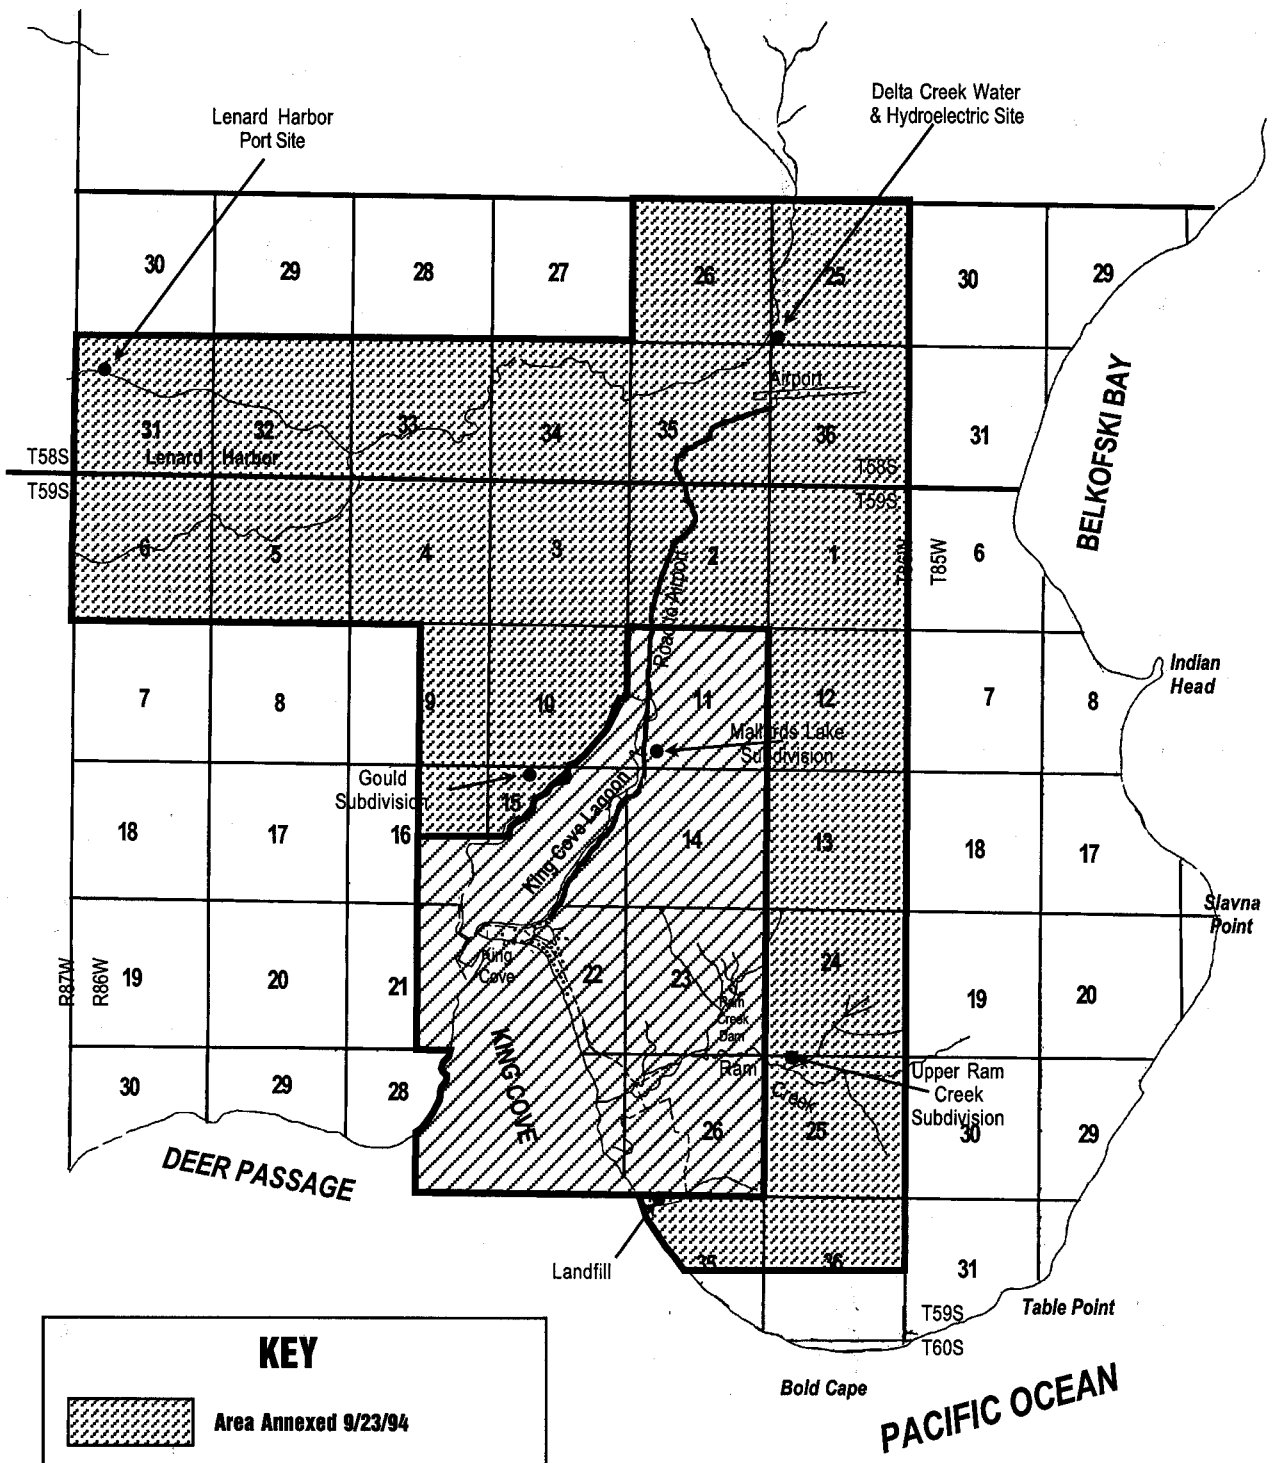 Delta Creek Water
& Hydroelectric Site
Lenard Harbor
Port Site
30 29 28 27 26 25 30 29
BELKOFSKI BAY
Airport
31 32 33 34 35 36 31
Lenard Harbor
T58S T58S
T59S T59S
6 5 4 3 2 1 T85W 6
Road to Airport
Indian
Head
7 8 9 10 11 12 7 8
Mallards Lake
Subdivision
Gould
Subdivision
15
King Cove Lagoon
18 17 16 14 13 18 17
Slavna
Point
R87W R86W 19 20 21 King
Cove
22 23 24 19 20
Ram
Creek
Dam
KING COVE
Ram
Creek
Upper Ram
Creek
Subdivision
30 29 28 26 25 30 29
DEER PASSAGE
Landfill
35 36 31
Table Point
T59S
T60S
Bold Cape
PACIFIC OCEAN
KEY
Area Annexed 9/23/94